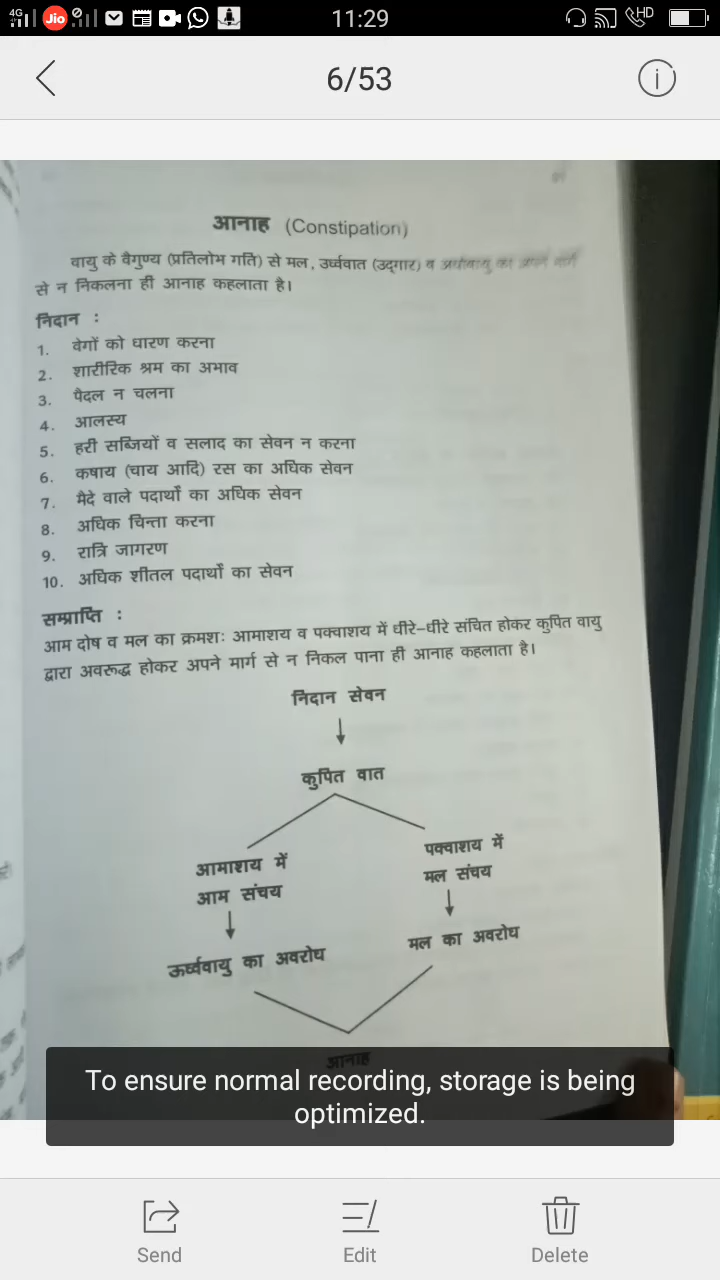 4G Jio HD 11:29
6/53
आनाह (Constipation)
वायु के वैगुण्य (प्रतिलोभ गति) से मल, उर्ध्ववात (उद्‌गार) व अधोवायु का अपने मार्ग
से न निकलना ही आनाह कहलाता है।
निदान :
1. वेगों को धारण करना
2. शारीरिक श्रम का अभाव
3. पैदल न चलना
4. आलस्य
5. हरी सब्जियों व सलाद का सेवन न करना
6. कषाय (चाय आदि) रस का अधिक सेवन
7. मैदे वाले पदार्थों का अधिक सेवन
8. अधिक चिन्ता करना
9. रात्रि जागरण
10. अधिक शीतल पदार्थों का सेवन
सम्प्राप्ति :
आम दोष व मल का क्रमशः आमाशय व पक्वाशय में धीरे-धीरे संचित होकर कुपित वायु
द्वारा अवरूद्ध होकर अपने मार्ग से न निकल पाना ही आनाह कहलाता है।
निदान सेवन
कुपित वात
आमाशय में
आम संचय
पक्वाशय में
मल संचय
ऊर्ध्ववायु का अवरोध
मल का अवरोध
आनाह
To ensure normal recording, storage is being
optimized.
Send Edit Delete